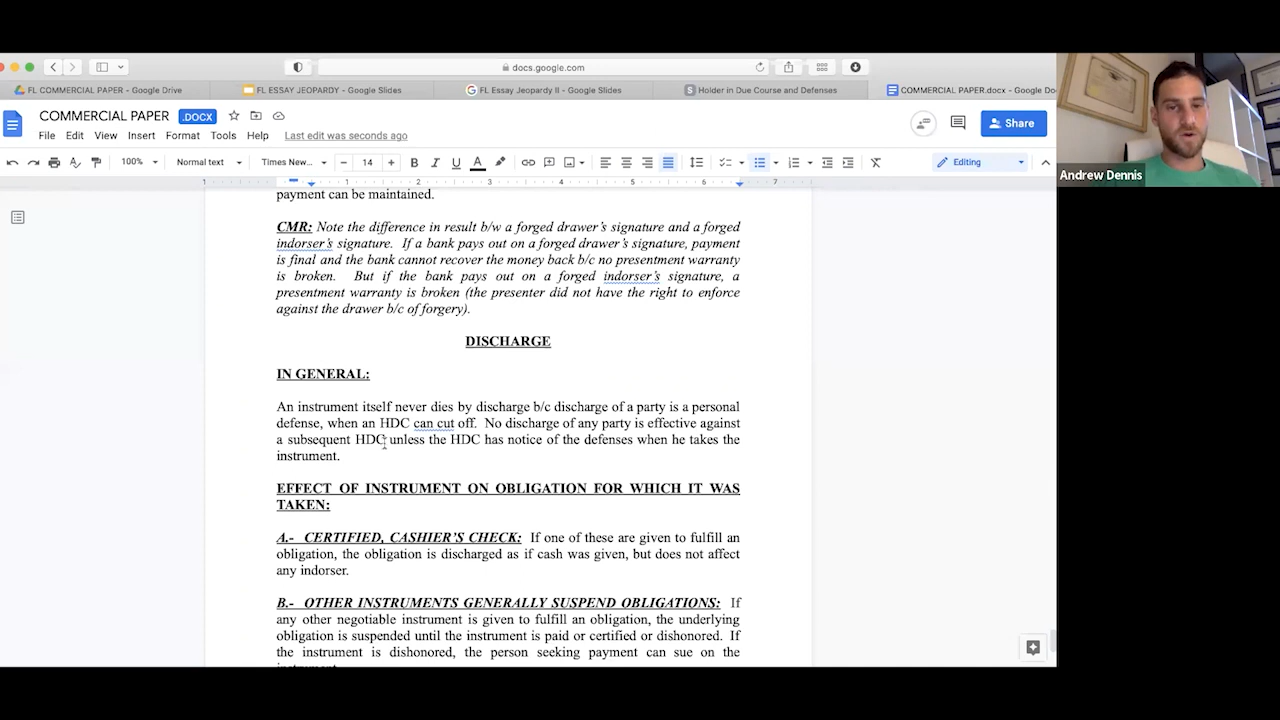 docs.google.com
FL COMMERCIAL PAPER - Google Drive
FL ESSAY JEOPARDY - Google Slides
FL Essay Jeopardy II - Google Slides
S Holder in Due Course and Defenses
COMMERCIAL PAPER.docx - Google Do
COMMERCIAL PAPER .DOCX
Share
File Edit View Insert Format Tools Help Last edit was seconds ago
100% Normal text Times New... − 14 + B I U A Editing
1 1 2 3 4 5 6 7
Andrew Dennis
payment can be maintained.
CMR: Note the difference in result b/w a forged drawer's signature and a forged
indorser's signature. If a bank pays out on a forged drawer's signature, payment
is final and the bank cannot recover the money back b/c no presentment warranty
is broken. But if the bank pays out on a forged indorser's signature, a
presentment warranty is broken (the presenter did not have the right to enforce
against the drawer b/c of forgery).
DISCHARGE
IN GENERAL:
An instrument itself never dies by discharge b/c discharge of a party is a personal
defense, when an HDC can cut off. No discharge of any party is effective against
a subsequent HDC unless the HDC has notice of the defenses when he takes the
instrument.
EFFECT OF INSTRUMENT ON OBLIGATION FOR WHICH IT WAS
TAKEN:
A.- CERTIFIED, CASHIER'S CHECK: If one of these are given to fulfill an
obligation, the obligation is discharged as if cash was given, but does not affect
any indorser.
B.- OTHER INSTRUMENTS GENERALLY SUSPEND OBLIGATIONS: If
any other negotiable instrument is given to fulfill an obligation, the underlying
obligation is suspended until the instrument is paid or certified or dishonored. If
the instrument is dishonored, the person seeking payment can sue on the